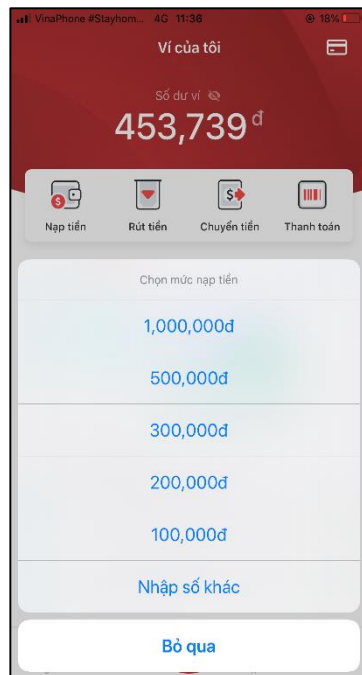 VinaPhone #Stayhom... 4G 11:36 18%
Ví của tôi
Số dư ví
453,739 đ
Nạp tiền Rút tiền Chuyển tiền Thanh toán
Chọn mức nạp tiền
1,000,000đ
500,000đ
300,000đ
200,000đ
100,000đ
Nhập số khác
Bỏ qua